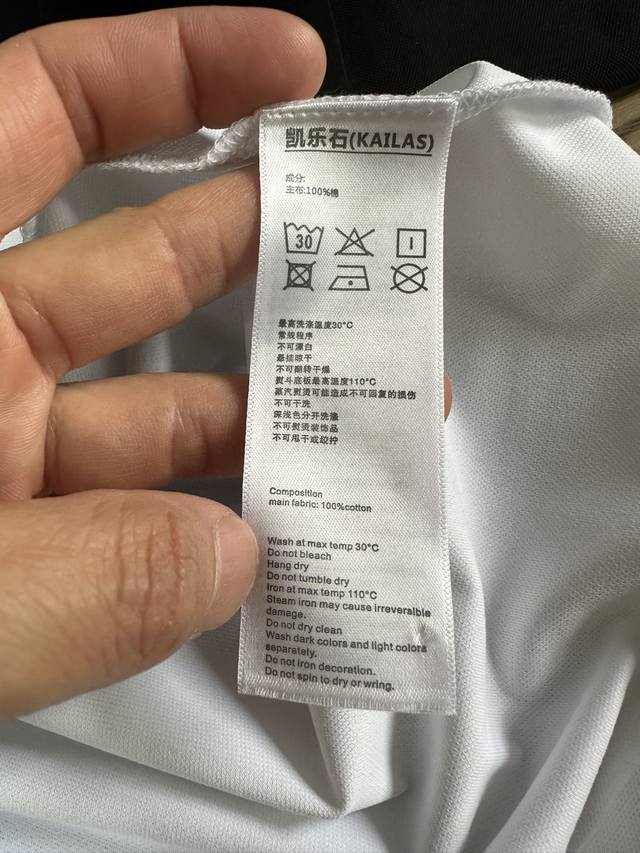 凯乐石(KAILAS)
成分:
主布:100%棉
30
最高洗涤温度30°C
常规程序
不可漂白
悬挂晾干
不可翻转干燥
熨斗底板最高温度110°C
蒸汽熨烫可能造成不可回复的损伤
不可干洗
深浅色分开洗涤
不可熨烫装饰品
不可甩干或绞拧
Composition
main fabric: 100%cotton
Wash at max temp 30°C
Do not bleach
Hang dry
Do not tumble dry
Iron at max temp 110°C
Steam iron may cause irreversible
damage.
Do not dry clean
Wash dark colors and light colors
separately.
Do not iron decoration.
Do not spin to dry or wring.